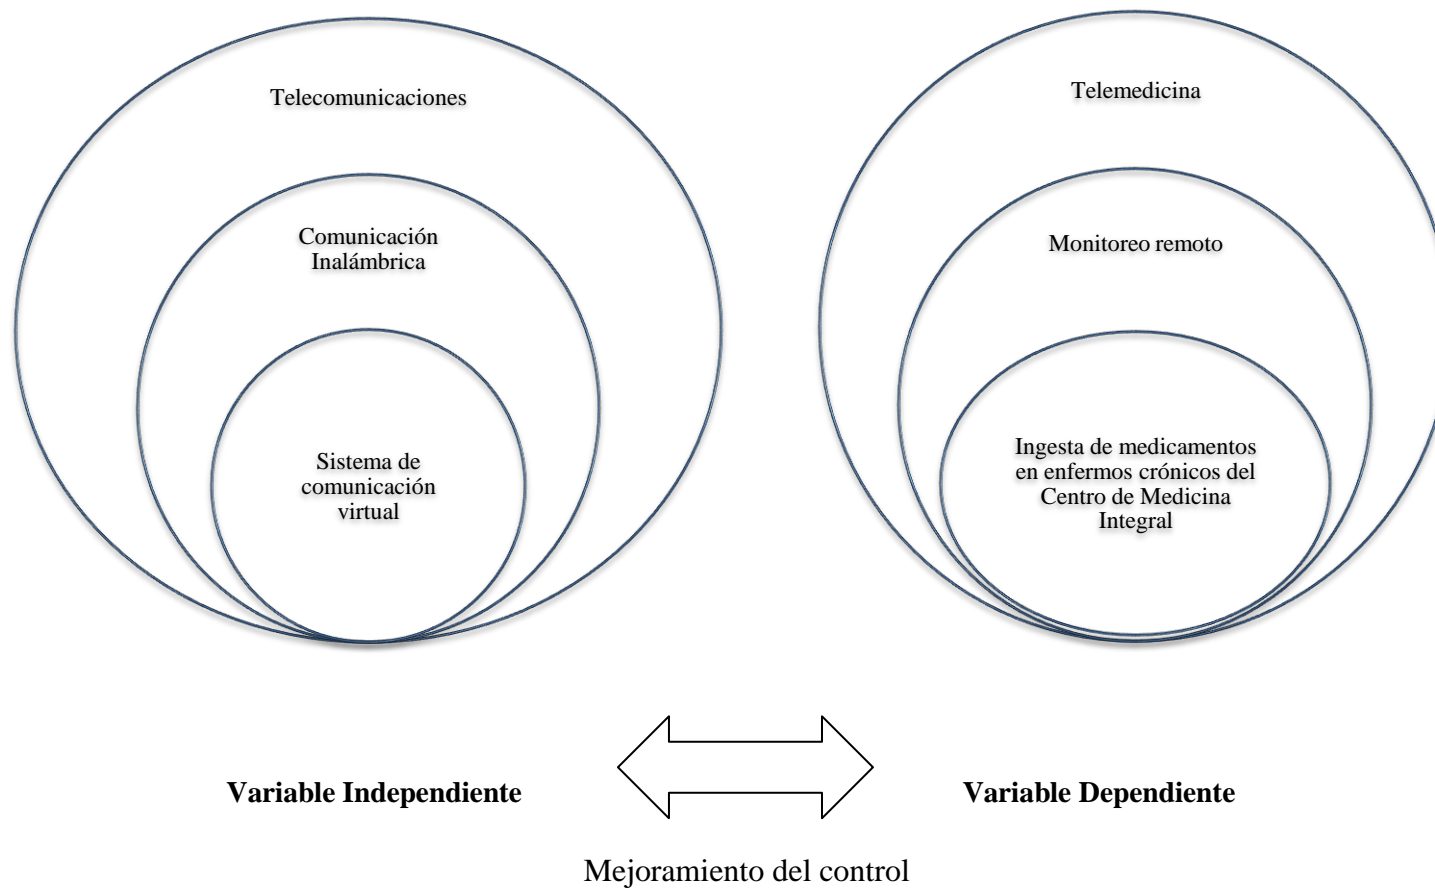 Telecomunicaciones
Comunicación
Inalámbrica
Sistema de
comunicación
virtual
Telemedicina
Monitoreo remoto
Ingesta de medicamentos
en enfermos crónicos del
Centro de Medicina
Integral
Variable Independiente
Variable Dependiente
Mejoramiento del control